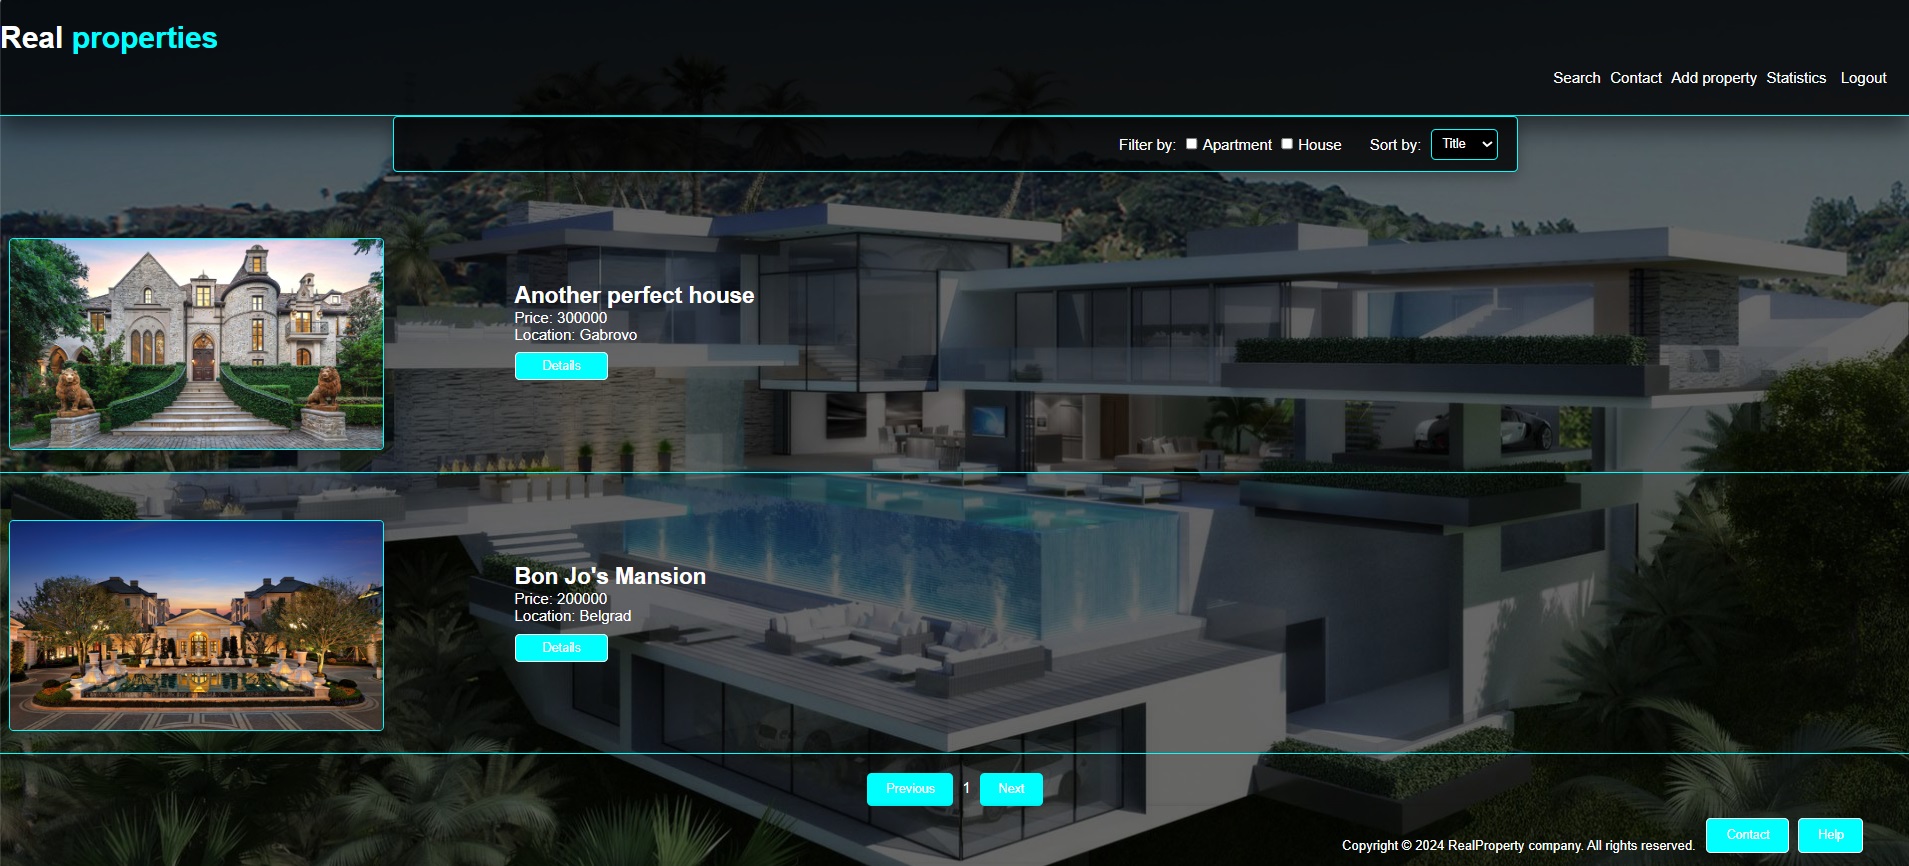 Real properties
Search Contact Add property Statistics Logout
Filter by: Apartment House Sort by: Title
Another perfect house
Price: 300000
Location: Gabrovo
Details
Bon Jo's Mansion
Price: 200000
Location: Belgrad
Details
Previous 1 Next
Copyright © 2024 RealProperty company. All rights reserved. Contact Help